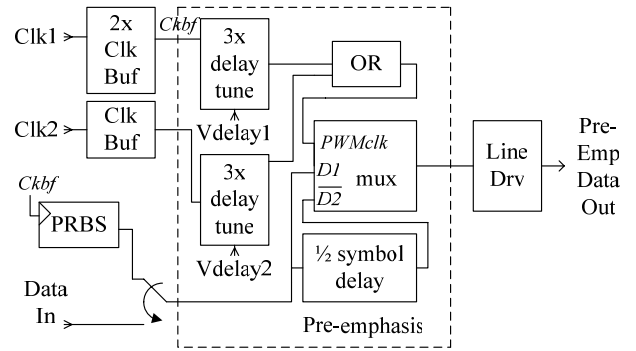 Clk1
2x
Clk
Buf
Ckbf
3x
delay
tune
OR
Vdelay1
Clk2
Clk
Buf
3x
delay
tune
Vdelay2
PWMclk
D1
D2
mux
Line
Drv
Pre-
Emp
Data
Out
Ckbf
PRBS
½ symbol
delay
Data
In
Pre-emphasis